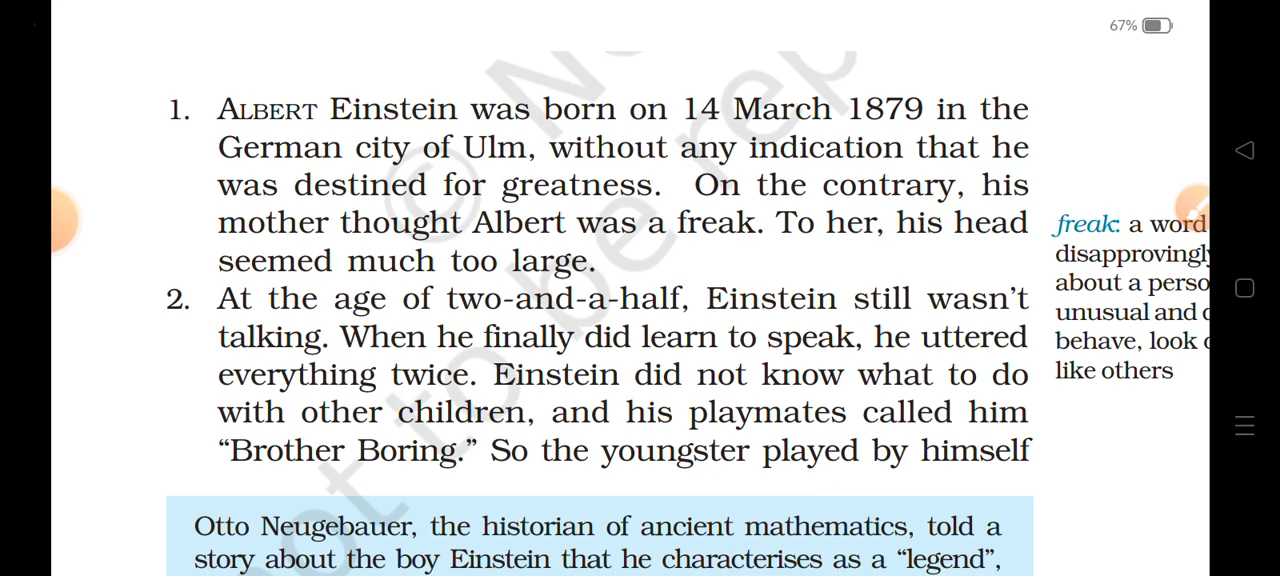 67%
1. ALBERT Einstein was born on 14 March 1879 in the
German city of Ulm, without any indication that he
was destined for greatness. On the contrary, his
mother thought Albert was a freak. To her, his head
seemed much too large.
2. At the age of two-and-a-half, Einstein still wasn't
talking. When he finally did learn to speak, he uttered
everything twice. Einstein did not know what to do
with other children, and his playmates called him
“Brother Boring.” So the youngster played by himself
freak: a word
disapprovingly
about a perso
unusual and
behave, look
like others
Otto Neugebauer, the historian of ancient mathematics, told a
story about the boy Einstein that he characterises as a “legend”,
© N
not to be rep